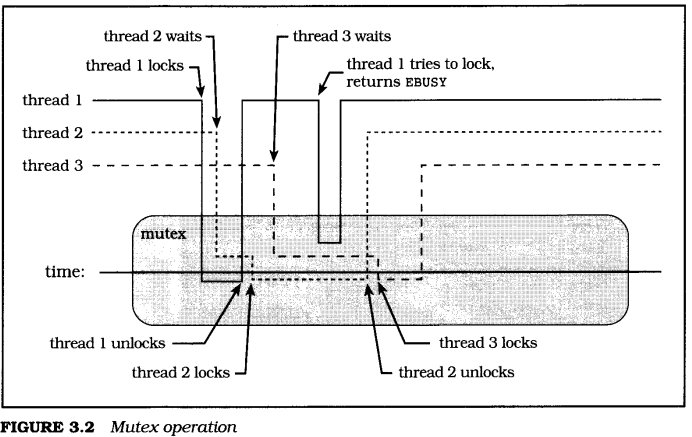 thread 2 waits
thread 3 waits
thread 1 locks
thread 1 tries to lock,
returns EBUSY
thread 1
thread 2
thread 3
mutex
time:
thread 1 unlocks
thread 3 locks
thread 2 locks
thread 2 unlocks
FIGURE 3.2 Mutex operation